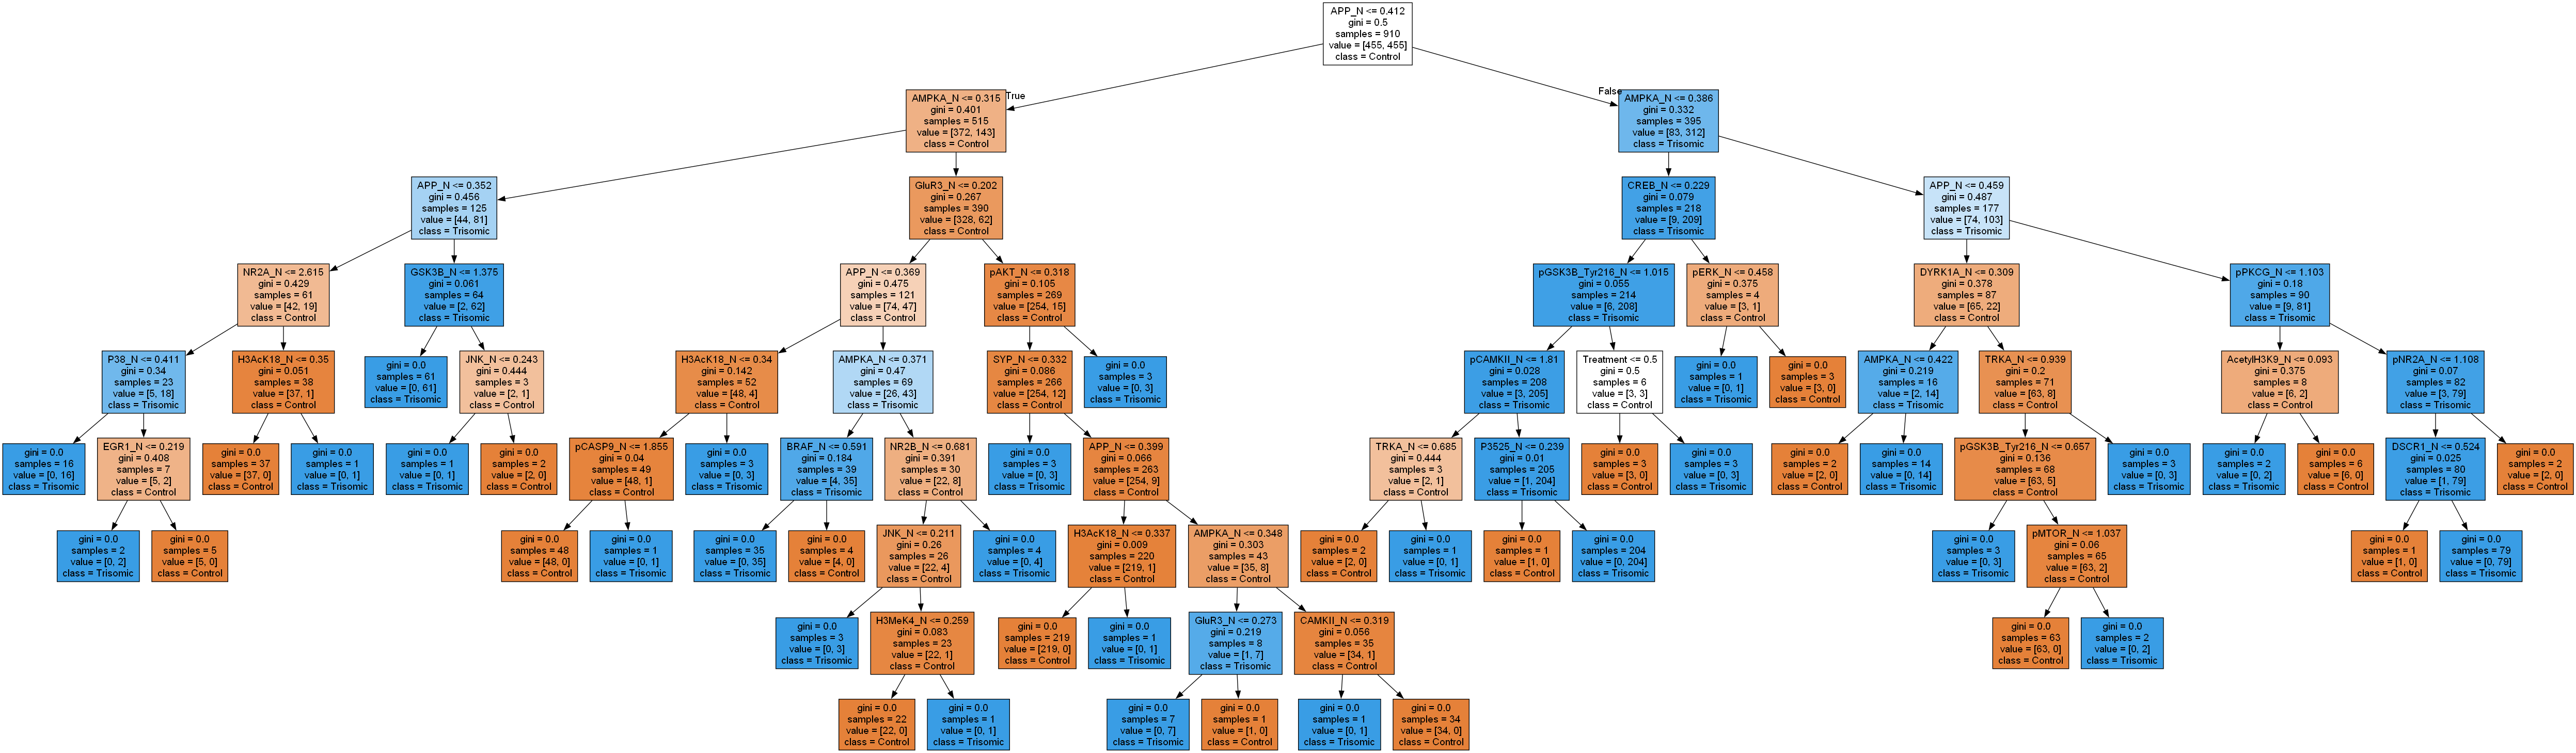 APP_N <= 0.412
gini = 0.5
samples = 910
value = [455, 455]
class = Control
True
False
AMPKA_N <= 0.315
gini = 0.401
samples = 515
value = [372, 143]
class = Control
AMPKA_N <= 0.386
gini = 0.332
samples = 395
value = [83, 312]
class = Trisomic
APP_N <= 0.352
gini = 0.456
samples = 125
value = [44, 81]
class = Trisomic
GluR3_N <= 0.202
gini = 0.267
samples = 390
value = [328, 62]
class = Control
CREB_N <= 0.229
gini = 0.079
samples = 218
value = [9, 209]
class = Trisomic
APP_N <= 0.459
gini = 0.487
samples = 177
value = [74, 103]
class = Trisomic
NR2A_N <= 2.615
gini = 0.429
samples = 61
value = [42, 19]
class = Control
GSK3B_N <= 1.375
gini = 0.061
samples = 64
value = [2, 62]
class = Trisomic
APP_N <= 0.369
gini = 0.475
samples = 121
value = [74, 47]
class = Control
pAKT_N <= 0.318
gini = 0.105
samples = 269
value = [254, 15]
class = Control
pGSK3B_Tyr216_N <= 1.015
gini = 0.055
samples = 214
value = [6, 208]
class = Trisomic
pERK_N <= 0.458
gini = 0.375
samples = 4
value = [3, 1]
class = Control
DYRK1A_N <= 0.309
gini = 0.378
samples = 87
value = [65, 22]
class = Control
pPKCG_N <= 1.103
gini = 0.18
samples = 90
value = [9, 81]
class = Trisomic
P38_N <= 0.411
gini = 0.34
samples = 23
value = [5, 18]
class = Trisomic
H3AcK18_N <= 0.35
gini = 0.051
samples = 38
value = [37, 1]
class = Control
gini = 0.0
samples = 61
value = [0, 61]
class = Trisomic
JNK_N <= 0.243
gini = 0.444
samples = 3
value = [2, 1]
class = Control
H3AcK18_N <= 0.34
gini = 0.142
samples = 52
value = [48, 4]
class = Control
AMPKA_N <= 0.371
gini = 0.47
samples = 69
value = [26, 43]
class = Trisomic
SYP_N <= 0.332
gini = 0.086
samples = 266
value = [254, 12]
class = Control
gini = 0.0
samples = 3
value = [0, 3]
class = Trisomic
pCAMKII_N <= 1.81
gini = 0.028
samples = 208
value = [3, 205]
class = Trisomic
Treatment <= 0.5
gini = 0.5
samples = 6
value = [3, 3]
class = Control
gini = 0.0
samples = 1
value = [0, 1]
class = Trisomic
gini = 0.0
samples = 3
value = [3, 0]
class = Control
AMPKA_N <= 0.422
gini = 0.219
samples = 16
value = [2, 14]
class = Trisomic
TRKA_N <= 0.939
gini = 0.2
samples = 71
value = [63, 8]
class = Control
AcetylH3K9_N <= 0.093
gini = 0.375
samples = 8
value = [6, 2]
class = Control
pNR2A_N <= 1.108
gini = 0.07
samples = 82
value = [3, 79]
class = Trisomic
gini = 0.0
samples = 16
value = [0, 16]
class = Trisomic
EGR1_N <= 0.219
gini = 0.408
samples = 7
value = [5, 2]
class = Control
gini = 0.0
samples = 37
value = [37, 0]
class = Control
gini = 0.0
samples = 1
value = [0, 1]
class = Trisomic
gini = 0.0
samples = 1
value = [0, 1]
class = Trisomic
gini = 0.0
samples = 2
value = [2, 0]
class = Control
pCASP9_N <= 1.855
gini = 0.04
samples = 49
value = [48, 1]
class = Control
gini = 0.0
samples = 3
value = [0, 3]
class = Trisomic
BRAF_N <= 0.591
gini = 0.184
samples = 39
value = [4, 35]
class = Trisomic
NR2B_N <= 0.681
gini = 0.391
samples = 30
value = [22, 8]
class = Control
gini = 0.0
samples = 3
value = [0, 3]
class = Trisomic
APP_N <= 0.399
gini = 0.066
samples = 263
value = [254, 9]
class = Control
TRKA_N <= 0.685
gini = 0.444
samples = 3
value = [2, 1]
class = Control
P3525_N <= 0.239
gini = 0.01
samples = 205
value = [1, 204]
class = Trisomic
gini = 0.0
samples = 3
value = [3, 0]
class = Control
gini = 0.0
samples = 3
value = [0, 3]
class = Trisomic
gini = 0.0
samples = 2
value = [2, 0]
class = Control
gini = 0.0
samples = 14
value = [0, 14]
class = Trisomic
pGSK3B_Tyr216_N <= 0.657
gini = 0.136
samples = 68
value = [63, 5]
class = Control
gini = 0.0
samples = 3
value = [0, 3]
class = Trisomic
gini = 0.0
samples = 2
value = [0, 2]
class = Trisomic
gini = 0.0
samples = 6
value = [6, 0]
class = Control
DSCR1_N <= 0.524
gini = 0.025
samples = 80
value = [1, 79]
class = Trisomic
gini = 0.0
samples = 2
value = [2, 0]
class = Control
gini = 0.0
samples = 2
value = [0, 2]
class = Trisomic
gini = 0.0
samples = 5
value = [5, 0]
class = Control
gini = 0.0
samples = 48
value = [48, 0]
class = Control
gini = 0.0
samples = 1
value = [0, 1]
class = Trisomic
gini = 0.0
samples = 35
value = [0, 35]
class = Trisomic
gini = 0.0
samples = 4
value = [4, 0]
class = Control
JNK_N <= 0.211
gini = 0.26
samples = 26
value = [22, 4]
class = Control
gini = 0.0
samples = 4
value = [0, 4]
class = Trisomic
H3AcK18_N <= 0.337
gini = 0.009
samples = 220
value = [219, 1]
class = Control
AMPKA_N <= 0.348
gini = 0.303
samples = 43
value = [35, 8]
class = Control
gini = 0.0
samples = 2
value = [2, 0]
class = Control
gini = 0.0
samples = 1
value = [0, 1]
class = Trisomic
gini = 0.0
samples = 1
value = [1, 0]
class = Control
gini = 0.0
samples = 204
value = [0, 204]
class = Trisomic
gini = 0.0
samples = 3
value = [0, 3]
class = Trisomic
pMTOR_N <= 1.037
gini = 0.06
samples = 65
value = [63, 2]
class = Control
gini = 0.0
samples = 1
value = [1, 0]
class = Control
gini = 0.0
samples = 79
value = [0, 79]
class = Trisomic
gini = 0.0
samples = 3
value = [0, 3]
class = Trisomic
H3MeK4_N <= 0.259
gini = 0.083
samples = 23
value = [22, 1]
class = Control
gini = 0.0
samples = 219
value = [219, 0]
class = Control
gini = 0.0
samples = 1
value = [0, 1]
class = Trisomic
GluR3_N <= 0.273
gini = 0.219
samples = 8
value = [1, 7]
class = Trisomic
CAMKII_N <= 0.319
gini = 0.056
samples = 35
value = [34, 1]
class = Control
gini = 0.0
samples = 63
value = [63, 0]
class = Control
gini = 0.0
samples = 2
value = [0, 2]
class = Trisomic
gini = 0.0
samples = 22
value = [22, 0]
class = Control
gini = 0.0
samples = 1
value = [0, 1]
class = Trisomic
gini = 0.0
samples = 7
value = [0, 7]
class = Trisomic
gini = 0.0
samples = 1
value = [1, 0]
class = Control
gini = 0.0
samples = 1
value = [0, 1]
class = Trisomic
gini = 0.0
samples = 34
value = [34, 0]
class = Control